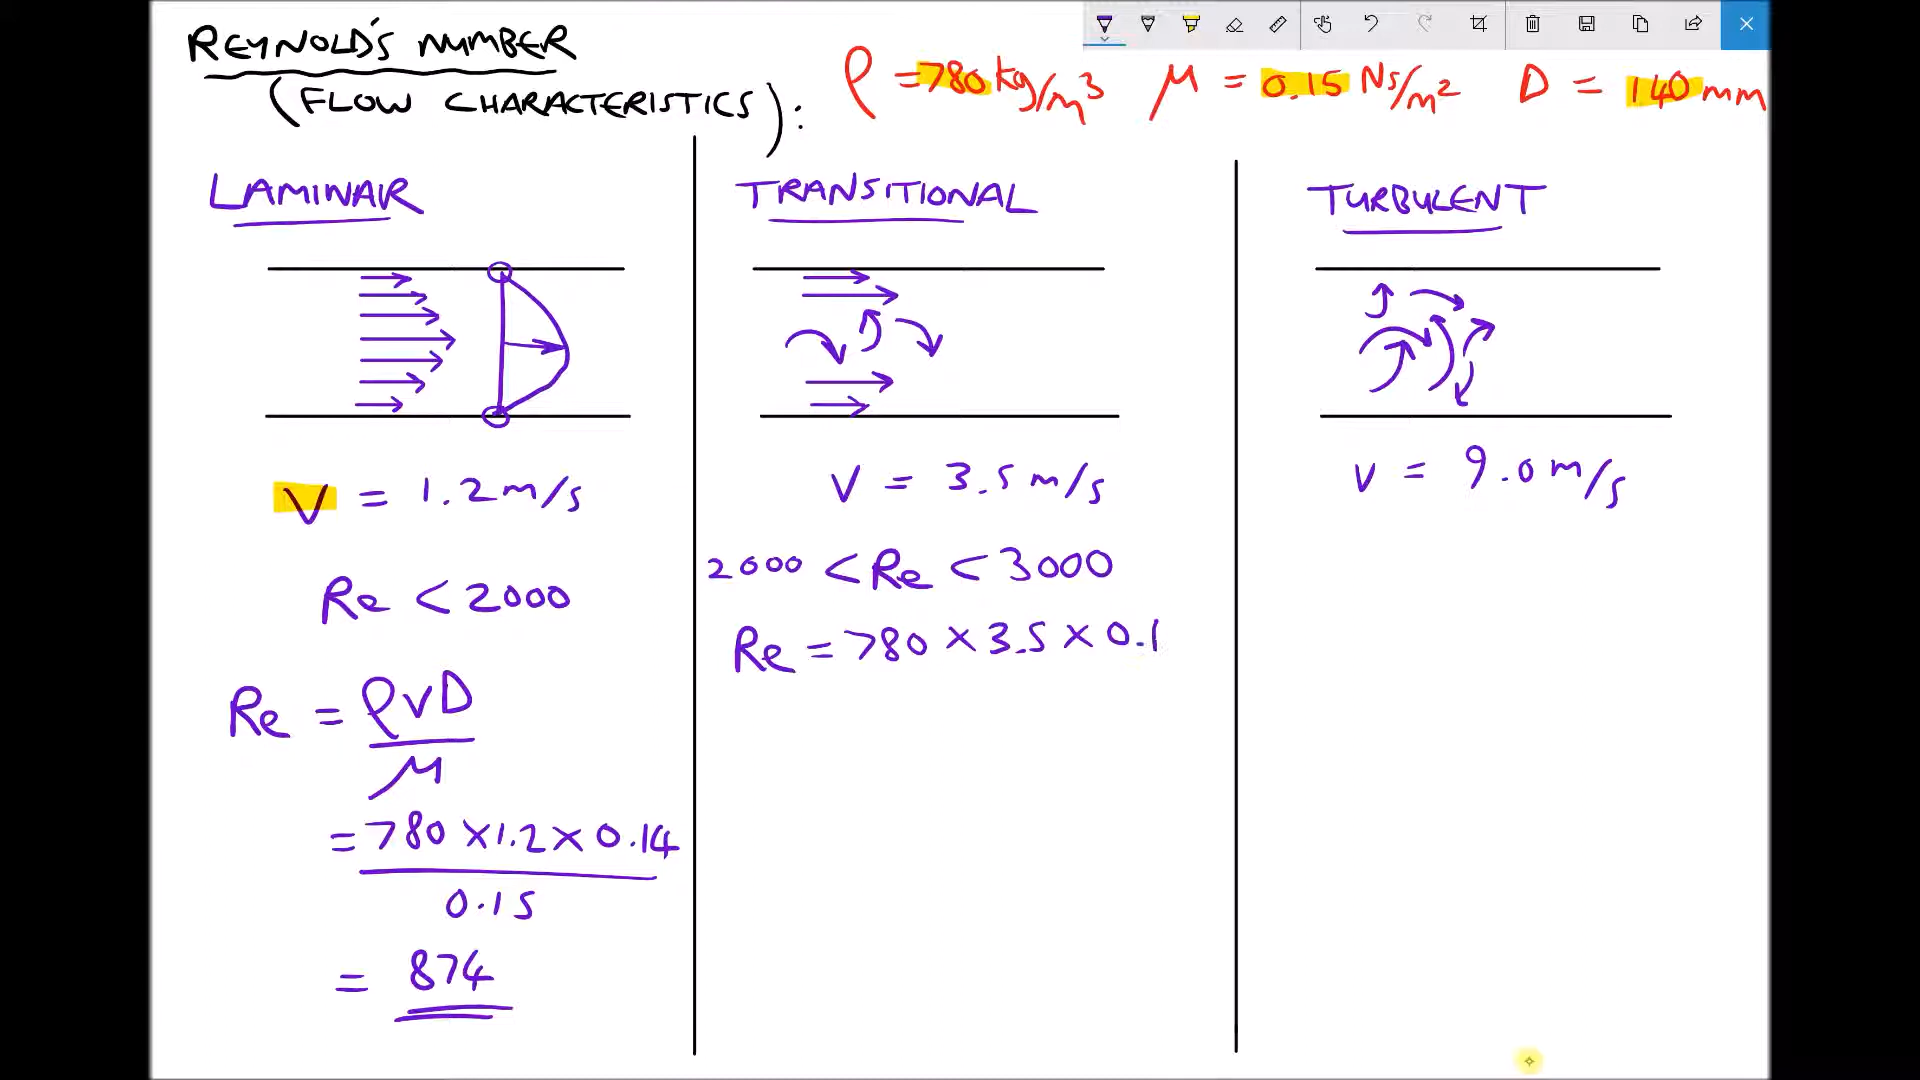 REYNOLD'S NUMBER
(FLOW CHARACTERISTICS):
ρ = 780 kg/m³ μ = 0.15 Ns/m² D = 140 mm
LAMINAR
V = 1.2 m/s
Re < 2000
Re = ρVD
μ
= 780 × 1.2 × 0.14
0.15
= 874
TRANSITIONAL
V = 3.5 m/s
2000 < Re < 3000
Re = 780 × 3.5 × 0.1
TURBULENT
V = 9.0 m/s